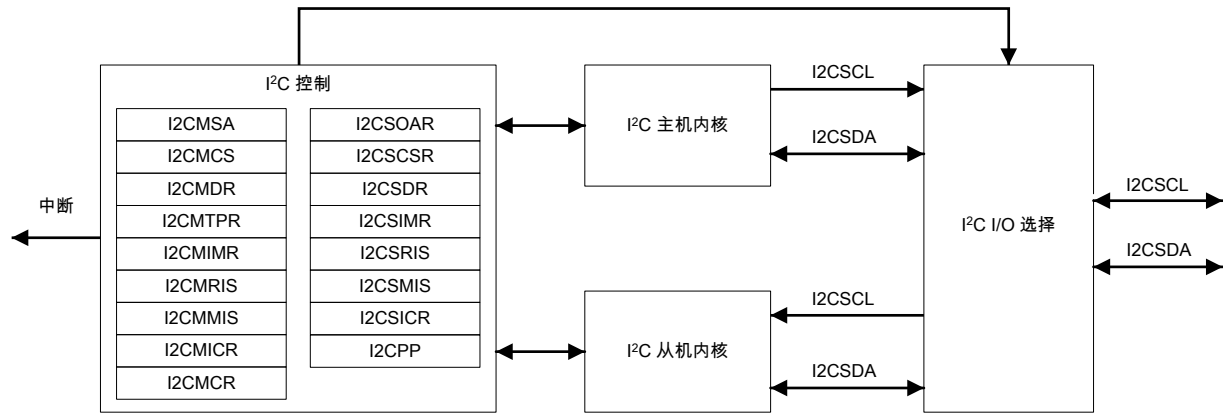 I²C 控制
I2CMSA
I2CMCS
I2CMDR
I2CMTPR
I2CMIMR
I2CMRIS
I2CMMIS
I2CMICR
I2CMCR
I2CSOAR
I2CSCSR
I2CSDR
I2CSIMR
I2CSRIS
I2CSMIS
I2CSICR
I2CPP
中断
I²C 主机内核
I2CSCL
I2CSDA
I²C 从机内核
I2CSCL
I2CSDA
I²C I/O 选择
I2CSCL
I2CSDA